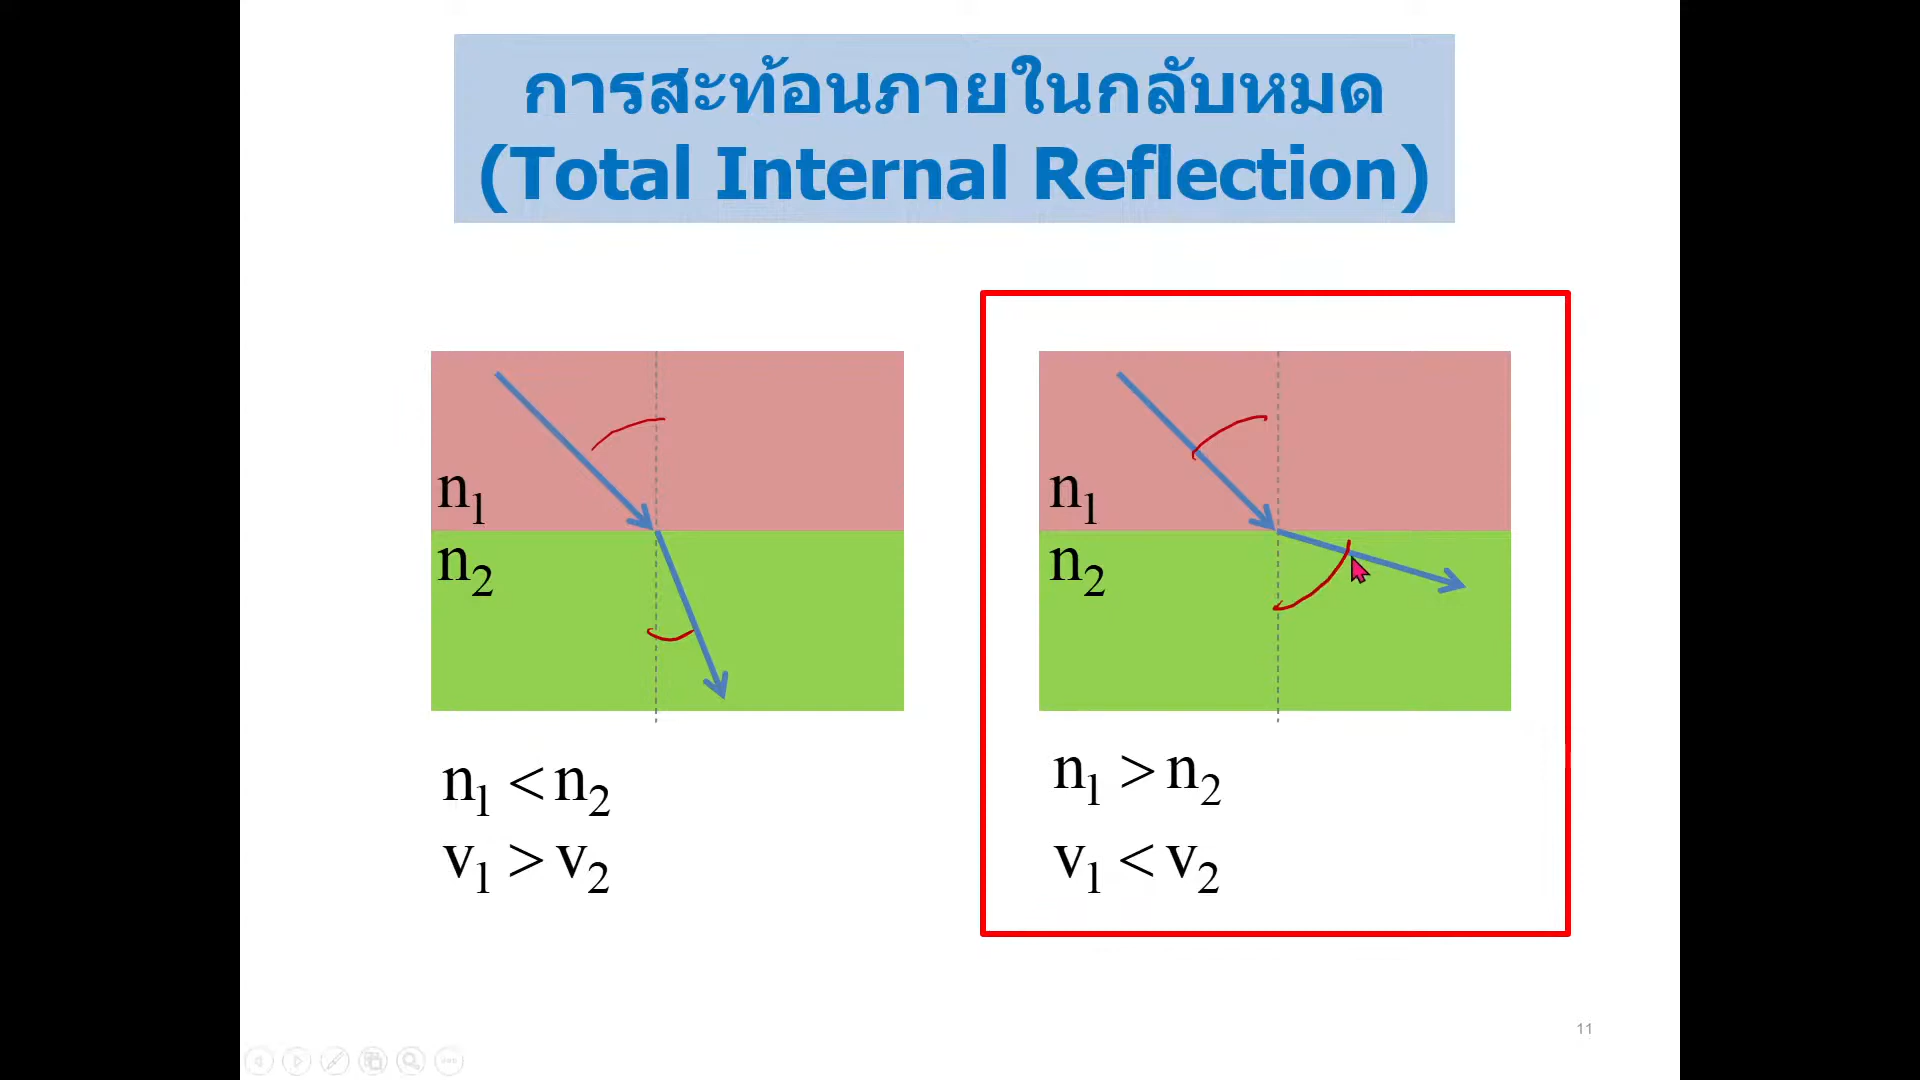 การสะท้อนภายในกลับหมด
(Total Internal Reflection)
n1
n2
n1 < n2
v1 > v2
n1
n2
n1 > n2
v1 < v2
11